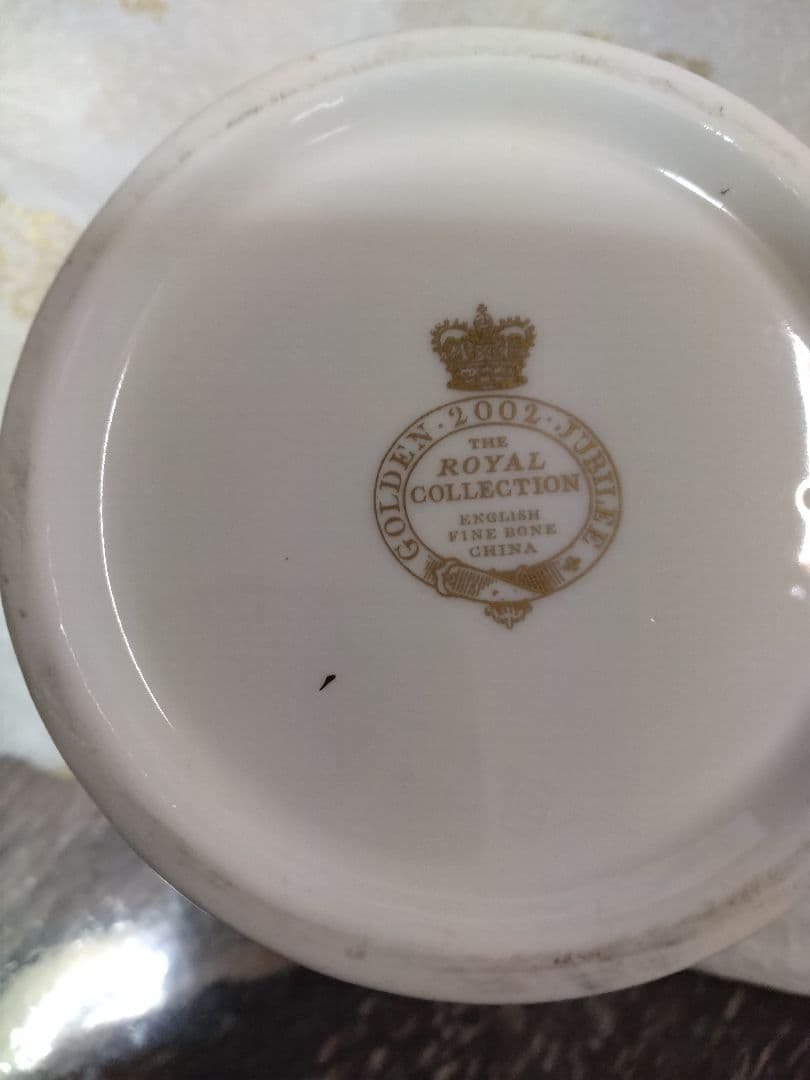 GOLDEN · 2002 · JUBILEE
THE
ROYAL
COLLECTION
ENGLISH
FINE BONE
CHINA